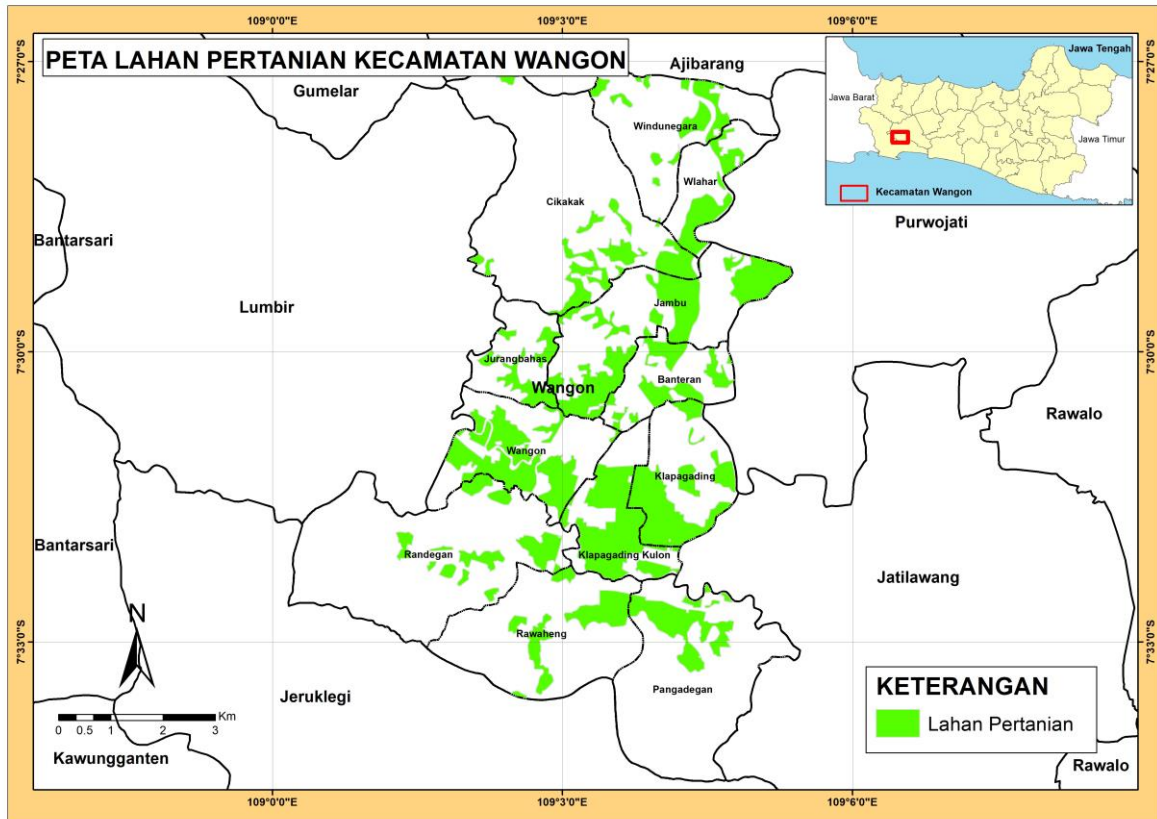 109°0'0"E
109°3'0"E
109°6'0"E
PETA LAHAN PERTANIAN KECAMATAN WANGON
Ajibarang
Jawa Tengah
7°27'0"S
7°27'0"S
Gumelar
Jawa Barat
Windunegara
Jawa Timur
Wlahar
Kecamatan Wangon
Cikakak
Purwojati
Bantarsari
Lumbir
Jambu
7°30'0"S
7°30'0"S
Jurangbahas
Banteran
Wangon
Rawalo
Wangon
Klapagading
Bantarsari
Randegan
Klapagading Kulon
Jatilawang
N
Rawaheng
7°33'0"S
7°33'0"S
Jeruklegi
Pangadegan
KETERANGAN
Lahan Pertanian
Km
0 0.5 1 2 3
Kawungganten
Rawalo
109°0'0"E
109°3'0"E
109°6'0"E